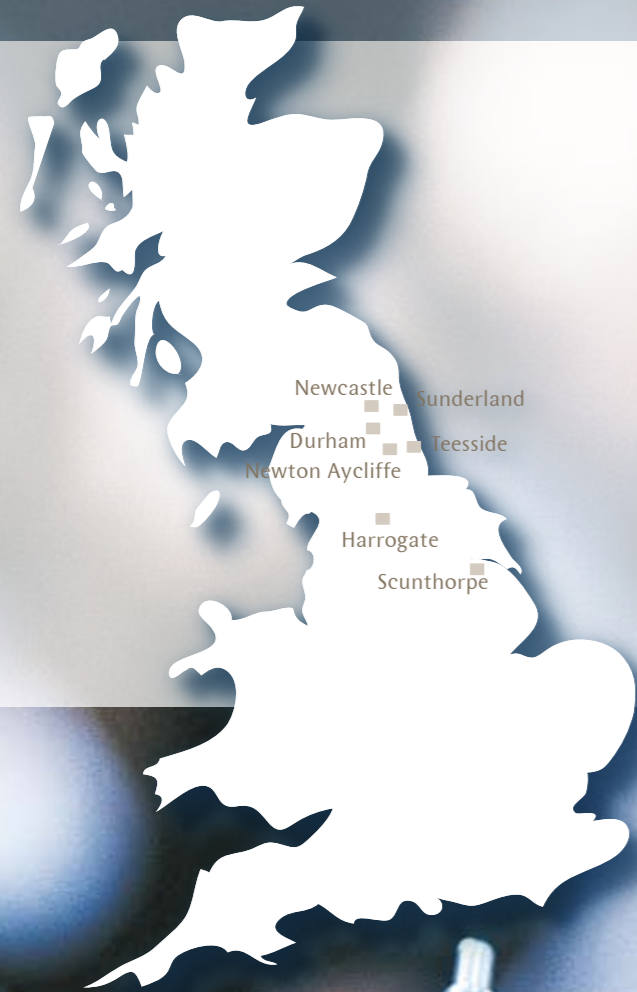 Newcastle
Sunderland
Durham
Teesside
Newton Aycliffe
Harrogate
Scunthorpe